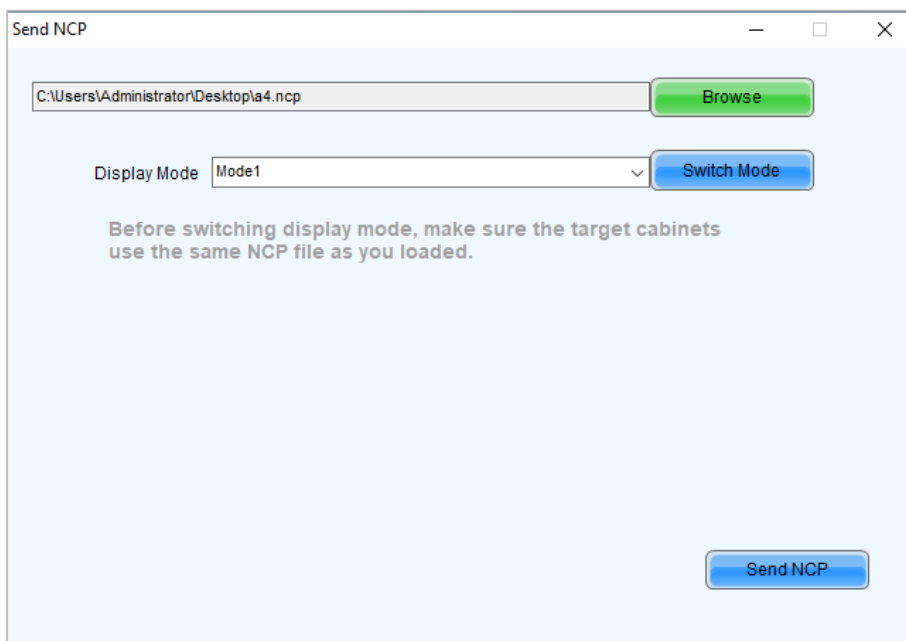 Send NCP
C:\Users\Administrator\Desktop\a4.ncp
Browse
Display Mode
Mode1
Switch Mode
Before switching display mode, make sure the target cabinets
use the same NCP file as you loaded.
Send NCP